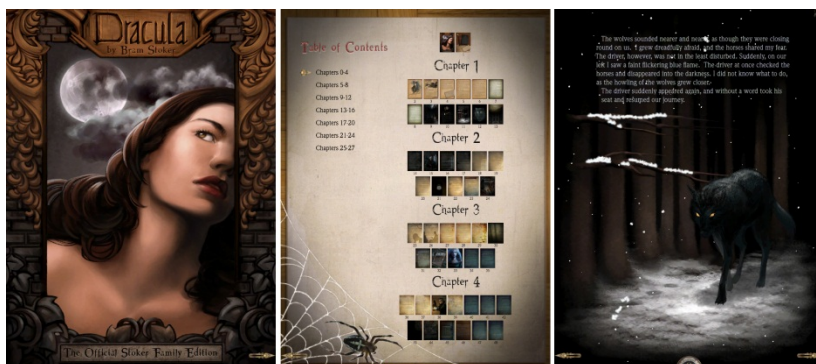 Dracula
by Bram Stoker
The Official Stoker Family Edition
Table of Contents
Chapters 0-4
Chapters 5-8
Chapters 9-12
Chapters 13-16
Chapters 17-20
Chapters 21-24
Chapters 25-27
Chapter 1
Chapter 2
Chapter 3
Chapter 4
The wolves sounded nearer and nearer, as though they were closing
round on us. I grew dreadfully afraid, and the horses shared my fear.
The driver, however, was not in the least disturbed. Suddenly, on our
left I saw a faint flickering blue flame. The driver at once checked the
horses and disappeared into the darkness. I did not know what to do,
as the howling of the wolves grew closer.
The driver suddenly appeared again, and without a word took his
seat and resumed our journey.